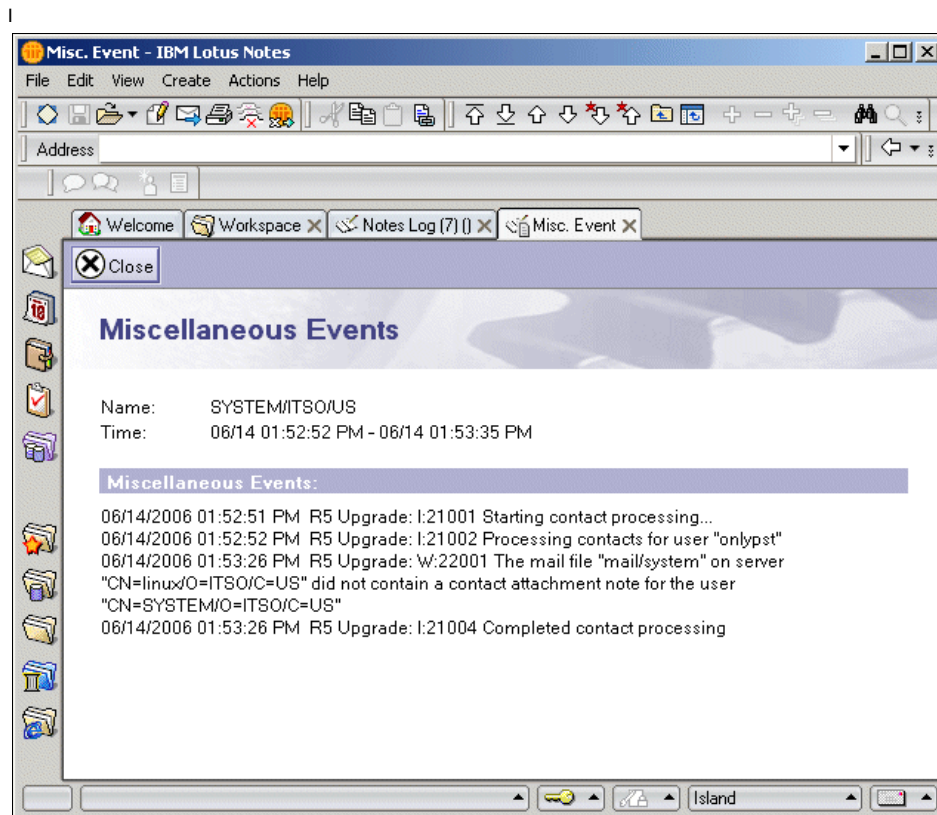 I
Misc. Event - IBM Lotus Notes
File Edit View Create Actions Help
Address
Welcome Workspace Notes Log (7) () Misc. Event
Close
Miscellaneous Events
Name: SYSTEM/ITSO/US
Time: 06/14 01:52:52 PM - 06/14 01:53:35 PM
Miscellaneous Events:
06/14/2006 01:52:51 PM R5 Upgrade: I:21001 Starting contact processing...
06/14/2006 01:52:52 PM R5 Upgrade: I:21002 Processing contacts for user "onlypst"
06/14/2006 01:53:26 PM R5 Upgrade: W:22001 The mail file "mail/system" on server
"CN=linux/O=ITSO/C=US" did not contain a contact attachment note for the user
"CN=SYSTEM/O=ITSO/C=US"
06/14/2006 01:53:26 PM R5 Upgrade: I:21004 Completed contact processing
Island